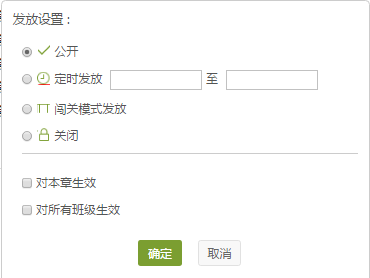 发放设置：
公开
定时发放 至
闯关模式发放
关闭
对本章生效
对所有班级生效
确定 取消